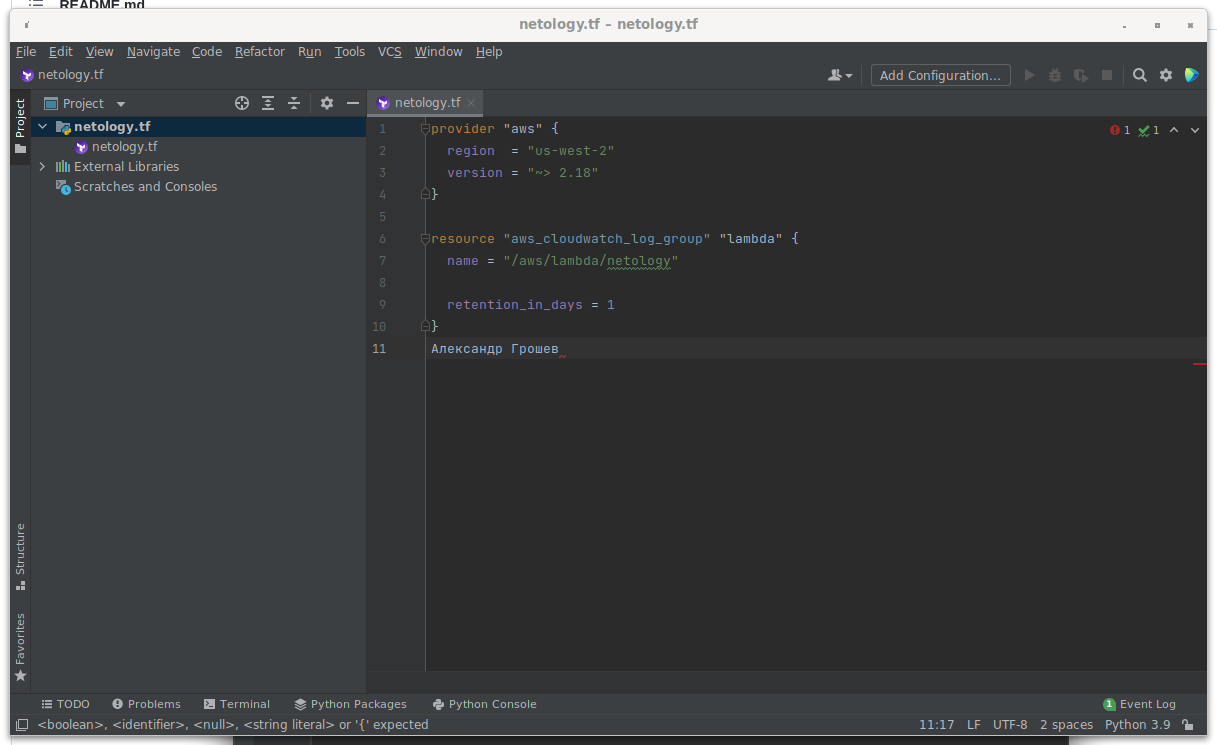 README.md
netology.tf – netology.tf
File Edit View Navigate Code Refactor Run Tools VCS Window Help
netology.tf
Add Configuration...
Project
netology.tf
netology.tf
External Libraries
Scratches and Consoles
Project
Structure
Favorites
netology.tf
1 provider "aws" {
2 region = "us-west-2"
3 version = "~> 2.18"
4 }
5
6 resource "aws_cloudwatch_log_group" "lambda" {
7 name = "/aws/lambda/netology"
8
9 retention_in_days = 1
10 }
11 Александр Грошев
1 1
TODO Problems Terminal Python Packages Python Console 1 Event Log
<boolean>, <identifier>, <null>, <string literal> or '{' expected 11:17 LF UTF-8 2 spaces Python 3.9